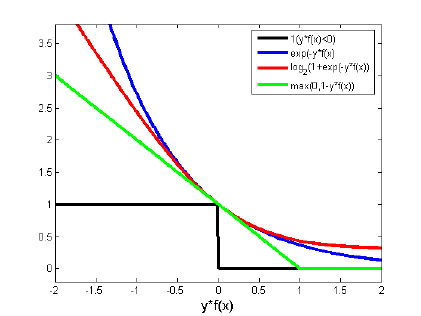 1(y*f(x)<0)
exp(-y*f(x)
log2(1+exp(-y*f(x))
max(0,1-y*f(x))
3.5
3
2.5
2
1.5
1
0.5
0
-2 -1.5 -1 -0.5 0 0.5 1 1.5 2
y*f(x)